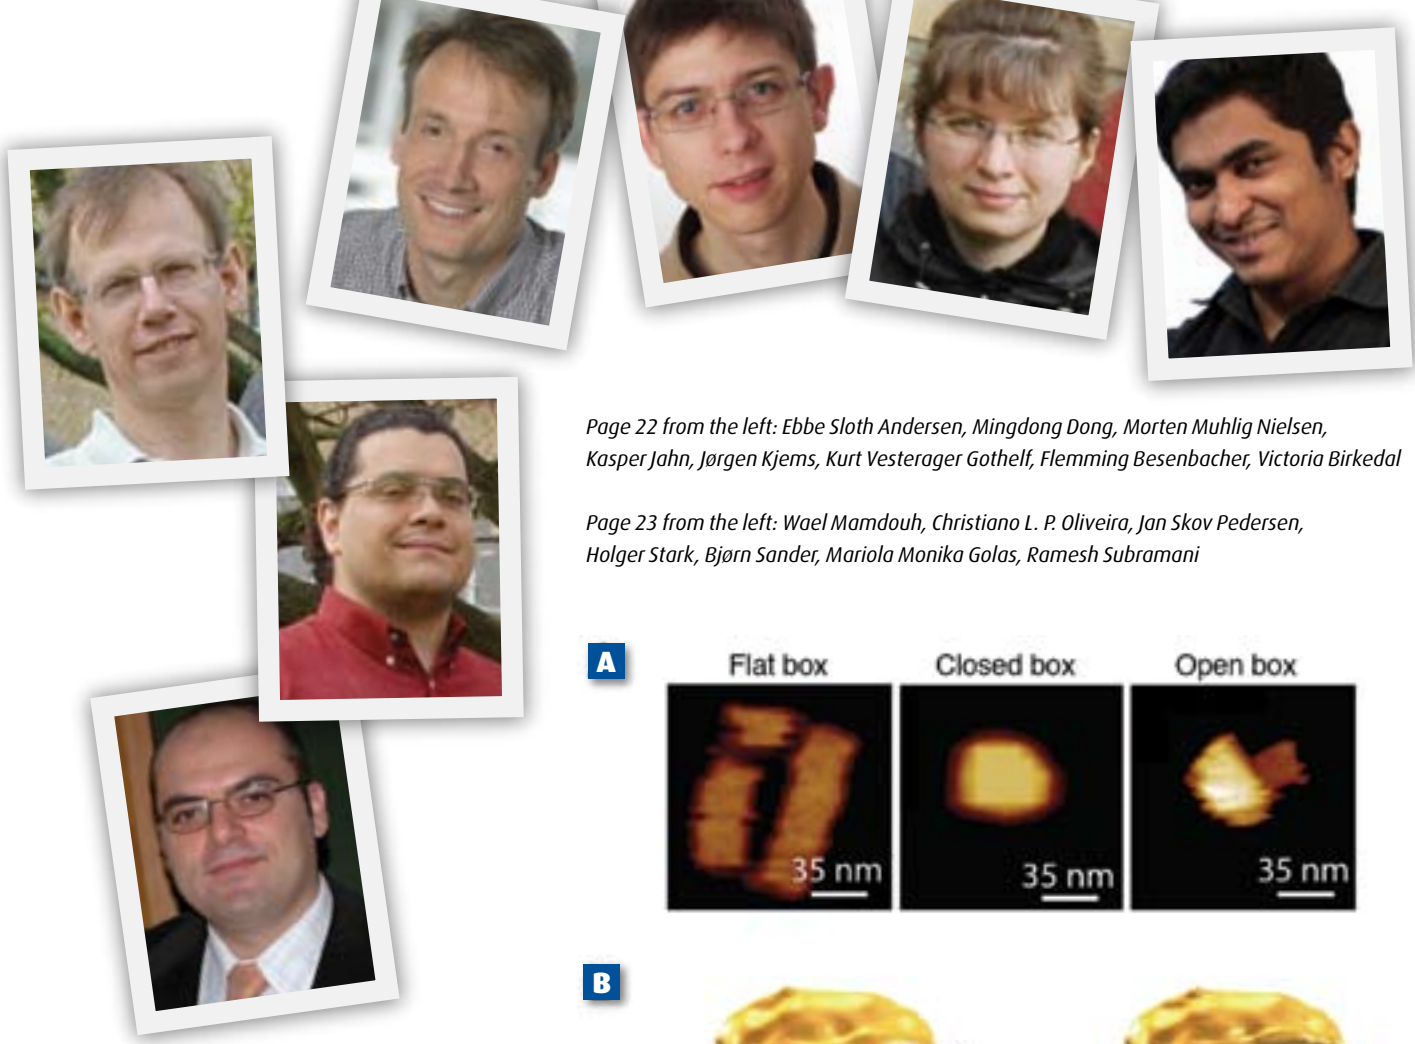 Page 22 from the left: Ebbe Sloth Andersen, Mingdong Dong, Morten Muhlig Nielsen,
Kasper Jahn, Jørgen Kjems, Kurt Vesterager Gothelf, Flemming Besenbacher, Victoria Birkedal
Page 23 from the left: Wael Mamdouh, Christiano L. P. Oliveira, Jan Skov Pedersen,
Holger Stark, Bjørn Sander, Mariola Monika Golas, Ramesh Subramani
A
Flat box Closed box Open box
35 nm 35 nm 35 nm
B